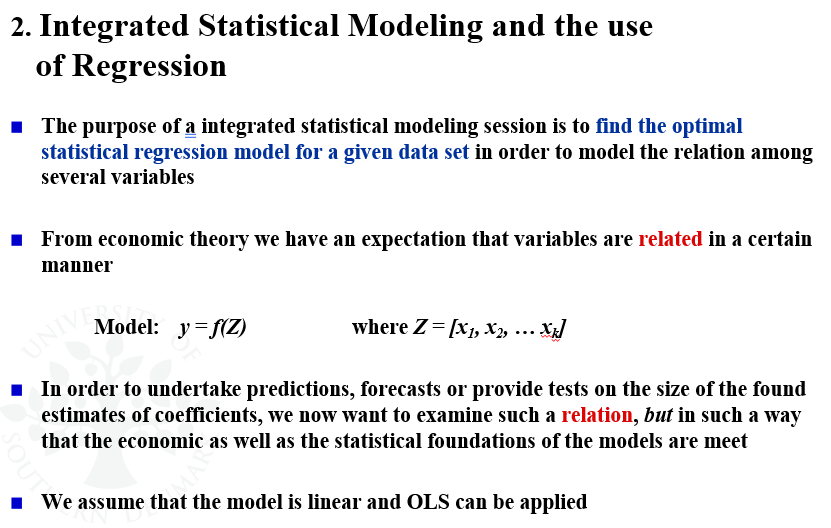 2. Integrated Statistical Modeling and the use
of Regression
The purpose of a integrated statistical modeling session is to find the optimal
statistical regression model for a given data set in order to model the relation among
several variables
From economic theory we have an expectation that variables are related in a certain
manner
Model: y = f(Z) where Z = [x1, x2, … xk]
In order to undertake predictions, forecasts or provide tests on the size of the found
estimates of coefficients, we now want to examine such a relation, but in such a way
that the economic as well as the statistical foundations of the models are meet
We assume that the model is linear and OLS can be applied
UNIVERSITY OF